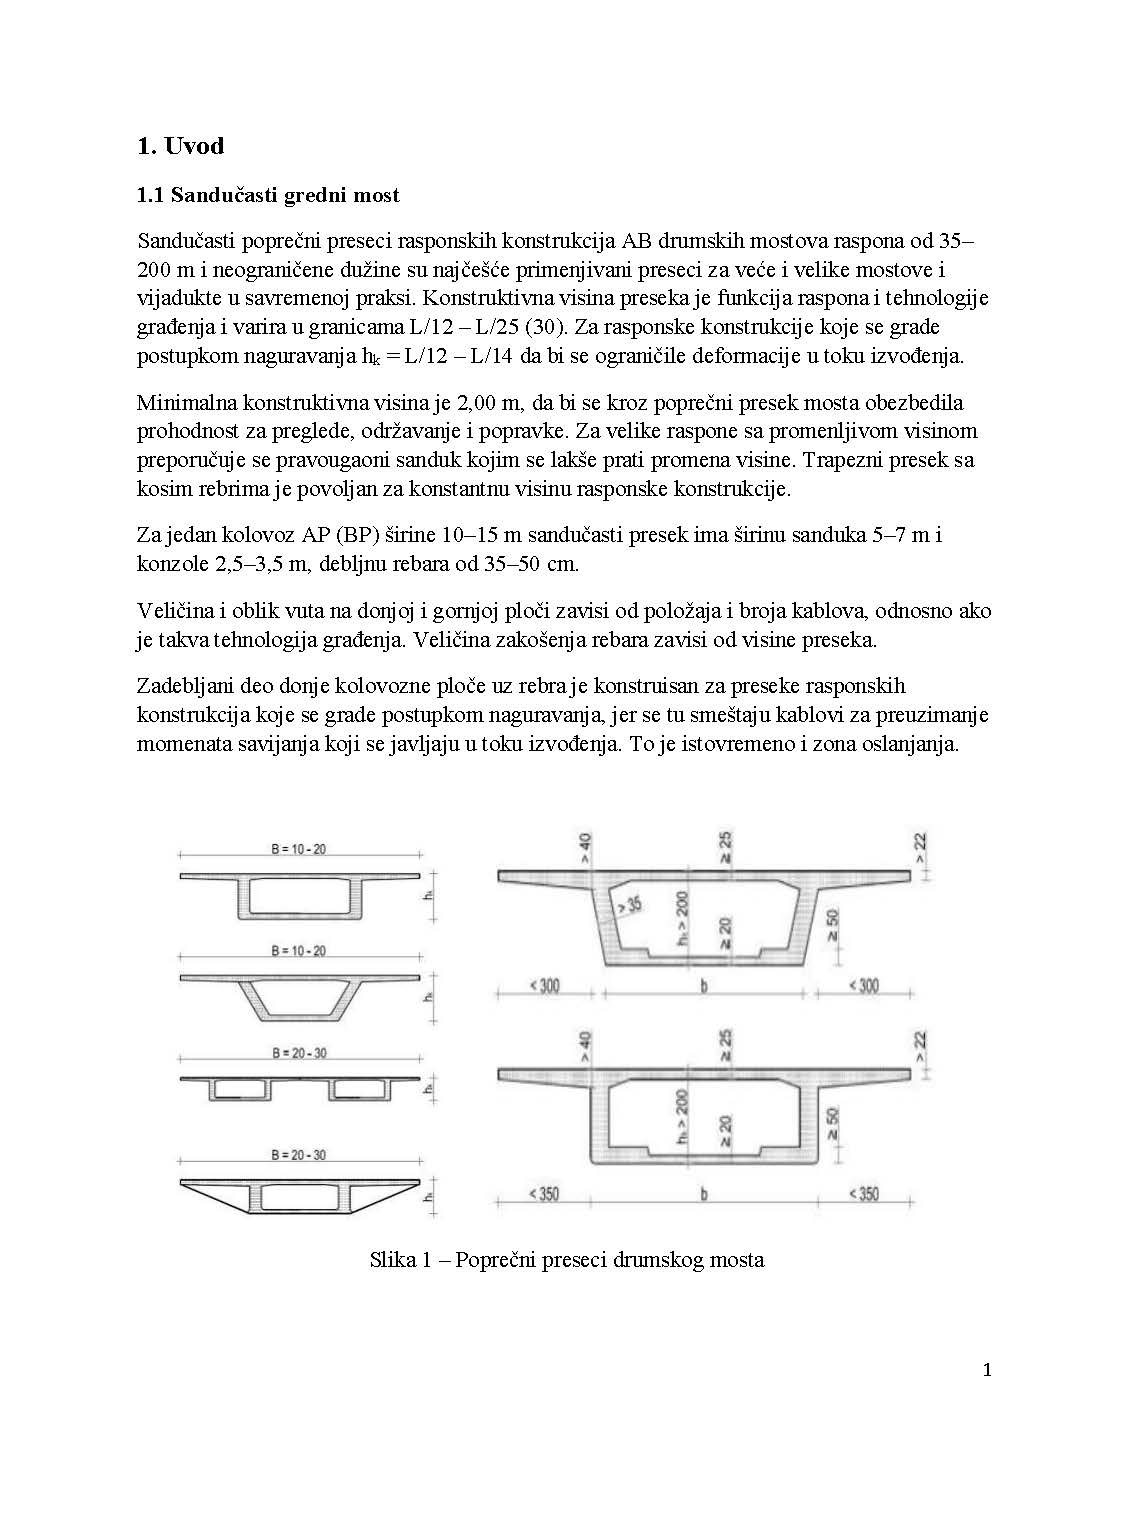 1. Uvod
1.1 Sandučasti gredni most
Sandučasti poprečni preseci rasponskih konstrukcija AB drumskih mostova raspona od 35–
200 m i neograničene dužine su najčešće primenjivani preseci za veće i velike mostove i
vijadukte u savremenoj praksi. Konstruktivna visina preseka je funkcija raspona i tehnologije
građenja i varira u granicama L/12 – L/25 (30). Za rasponske konstrukcije koje se grade
postupkom naguravanja hk = L/12 – L/14 da bi se ograničile deformacije u toku izvođenja.
Minimalna konstruktivna visina je 2,00 m, da bi se kroz poprečni presek mosta obezbedila
prohodnost za preglede, održavanje i popravke. Za velike raspone sa promenljivom visinom
preporučuje se pravougaoni sanduk kojim se lakše prati promena visine. Trapezni presek sa
kosim rebrima je povoljan za konstantnu visinu rasponske konstrukcije.
Za jedan kolovoz AP (BP) širine 10–15 m sandučasti presek ima širinu sanduka 5–7 m i
konzole 2,5–3,5 m, debljnu rebara od 35–50 cm.
Veličina i oblik vuta na donjoj i gornjoj ploči zavisi od položaja i broja kablova, odnosno ako
je takva tehnologija građenja. Veličina zakošenja rebara zavisi od visine preseka.
Zadebljani deo donje kolovozne ploče uz rebra je konstruisan za preseke rasponskih
konstrukcija koje se grade postupkom naguravanja, jer se tu smeštaju kablovi za preuzimanje
momenata savijanja koji se javljaju u toku izvođenja. To je istovremeno i zona oslanjanja.
B = 10 - 20
hk
B = 10 - 20
hk
B = 20 - 30
hk
B = 20 - 30
hk
> 40
≥ 25
> 22
> 35
hk > 200
≥ 20
≥ 50
< 300
b
< 300
> 40
≥ 25
> 22
hk > 200
≥ 20
≥ 50
< 350
b
< 350
Slika 1 – Poprečni preseci drumskog mosta
1